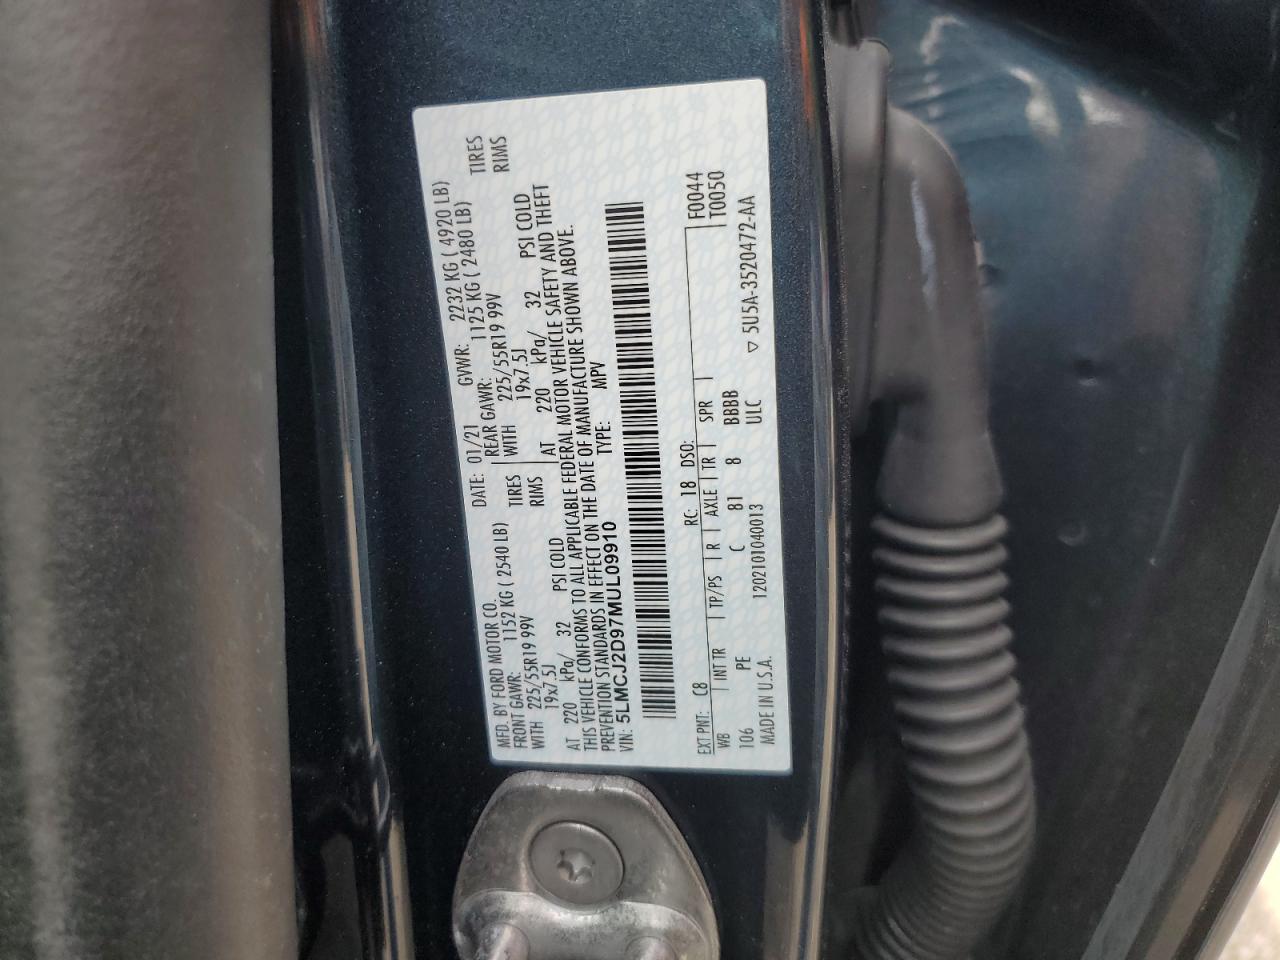 MFD. BY FORD MOTOR CO.
DATE: 01/21 GVWR: 2232 KG ( 4920 LB)
FRONT GAWR: 1152 KG ( 2540 LB) REAR GAWR: 1125 KG ( 2480 LB)
WITH 225/55R19 99V TIRES WITH 225/55R19 99V TIRES
19x7.5J RIMS 19x7.5J RIMS
AT 220 kPa/ 32 PSI COLD AT 220 kPa/ 32 PSI COLD
THIS VEHICLE CONFORMS TO ALL APPLICABLE FEDERAL MOTOR VEHICLE SAFETY AND THEFT
PREVENTION STANDARDS IN EFFECT ON THE DATE OF MANUFACTURE SHOWN ABOVE.
VIN: 5LMCJ2D97MUL09910 TYPE: MPV
EXT PNT: C8 RC: 18 DSO: F0044
WB INT TR TP/PS R AXLE TR SPR T0050
106 PE C 81 8 BBBB
MADE IN U.S.A. 1202101040013 ULC ▽ 5U5A-3520472-AA